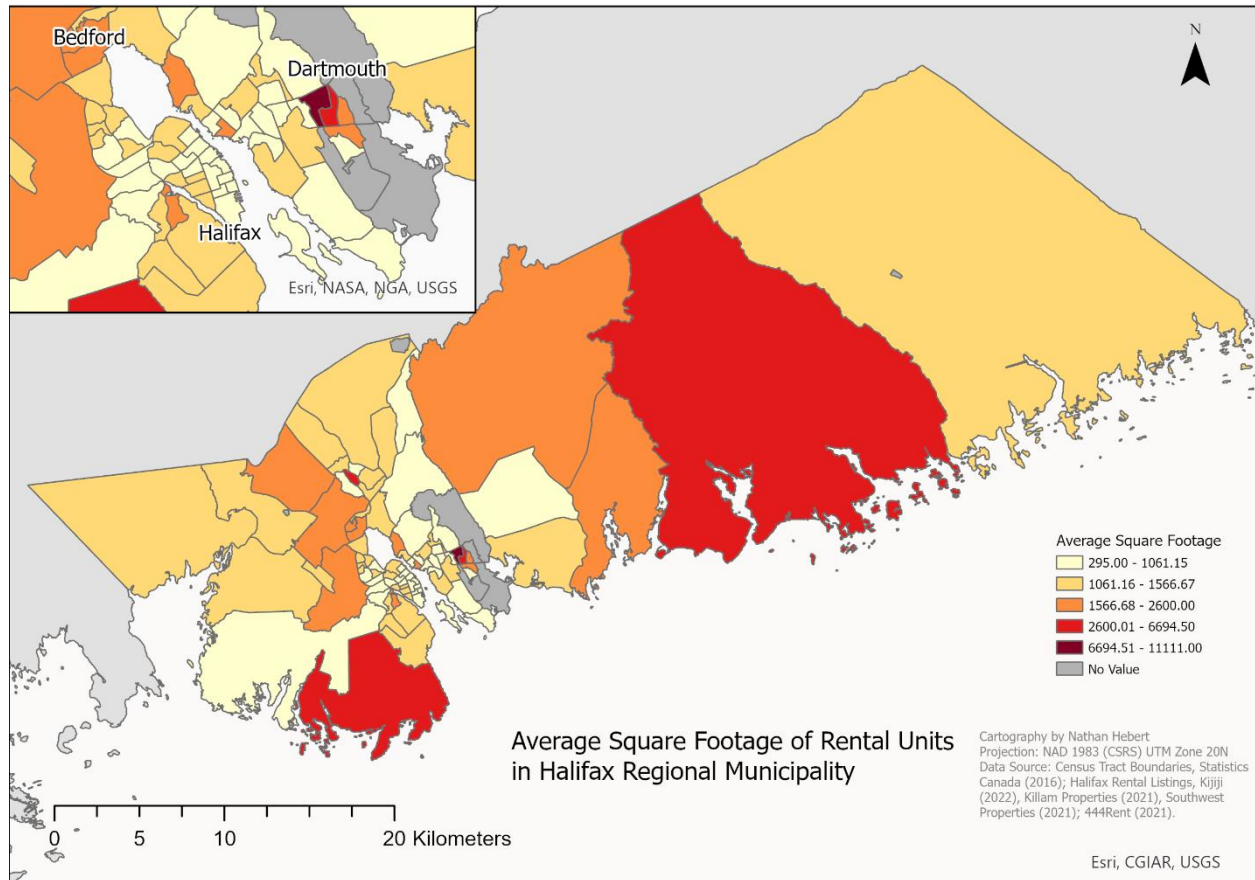 Bedford
Dartmouth
Halifax
Esri, NASA, NGA, USGS
N
Average Square Footage
295.00 - 1061.15
1061.16 - 1566.67
1566.68 - 2600.00
2600.01 - 6694.50
6694.51 - 11111.00
No Value
Average Square Footage of Rental Units
in Halifax Regional Municipality
Cartography by Nathan Hebert
Projection: NAD 1983 (CSRS) UTM Zone 20N
Data Source: Census Tract Boundaries, Statistics
Canada (2016); Halifax Rental Listings, Kijiji
(2022), Killam Properties (2021), Southwest
Properties (2021); 444Rent (2021).
0 5 10 20 Kilometers
Esri, CGIAR, USGS